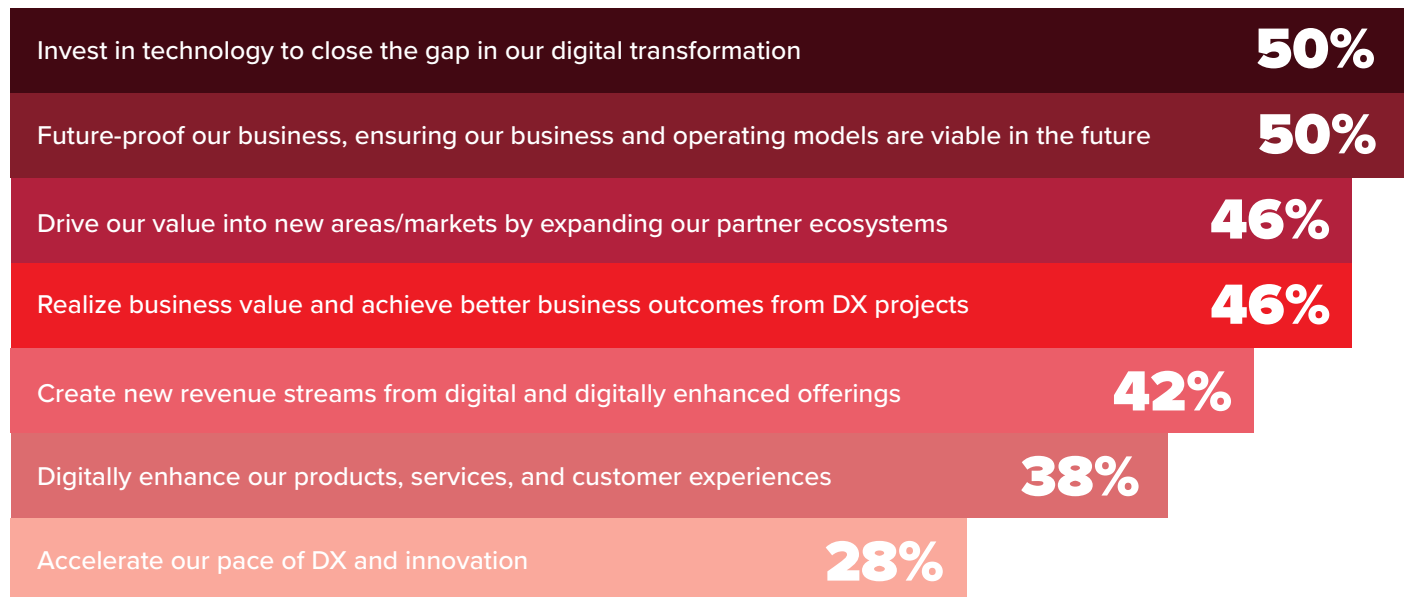 Invest in technology to close the gap in our digital transformation 50%
Future-proof our business, ensuring our business and operating models are viable in the future 50%
Drive our value into new areas/markets by expanding our partner ecosystems 46%
Realize business value and achieve better business outcomes from DX projects 46%
Create new revenue streams from digital and digitally enhanced offerings 42%
Digitally enhance our products, services, and customer experiences 38%
Accelerate our pace of DX and innovation 28%